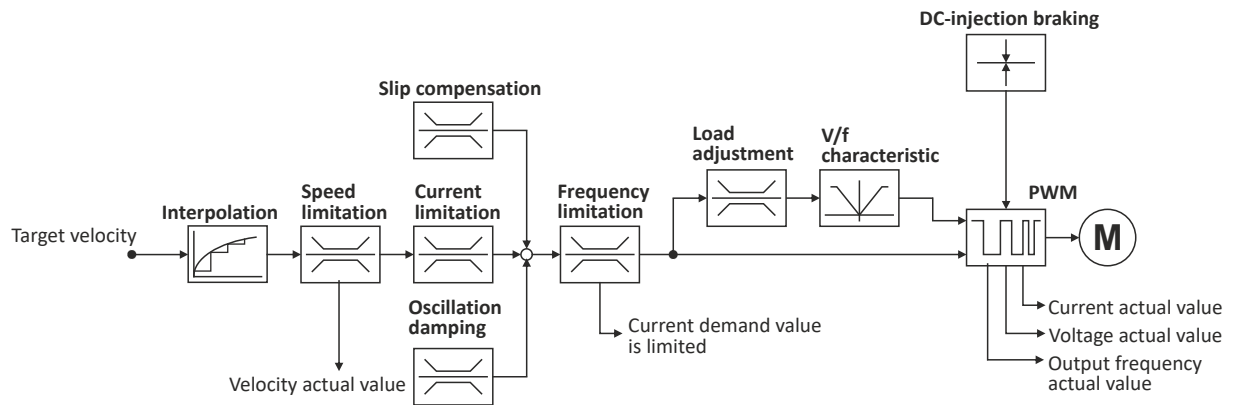 DC-injection braking
Slip compensation
Load
adjustment
V/f
characteristic
Speed
limitation
Current
limitation
Frequency
limitation
PWM
Interpolation
Target velocity
M
Oscillation
damping
Current demand value
is limited
Current actual value
Voltage actual value
Output frequency
actual value
Velocity actual value